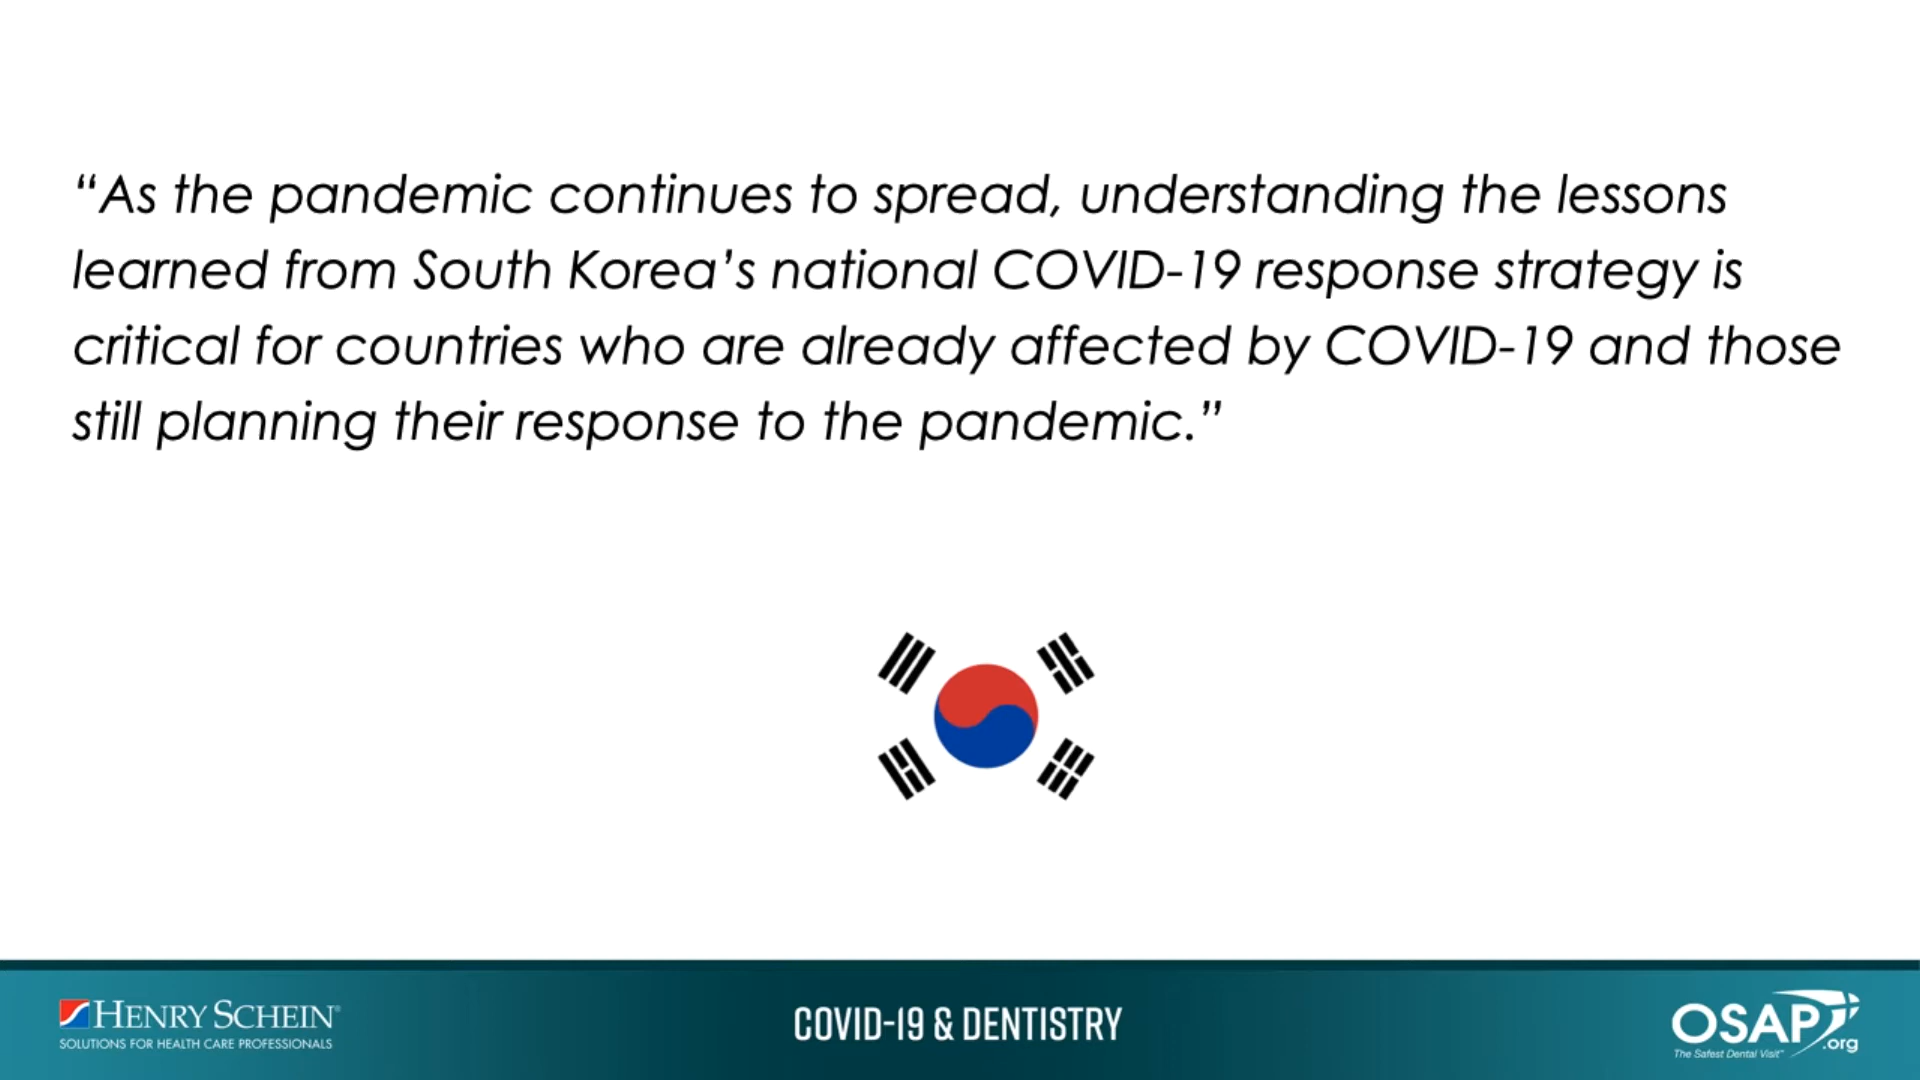 “As the pandemic continues to spread, understanding the lessons
learned from South Korea’s national COVID-19 response strategy is
critical for countries who are already affected by COVID-19 and those
still planning their response to the pandemic.”
HENRY SCHEIN®
SOLUTIONS FOR HEALTH CARE PROFESSIONALS
COVID-19 & DENTISTRY
OSAP
.org
The Safest Dental Visit™